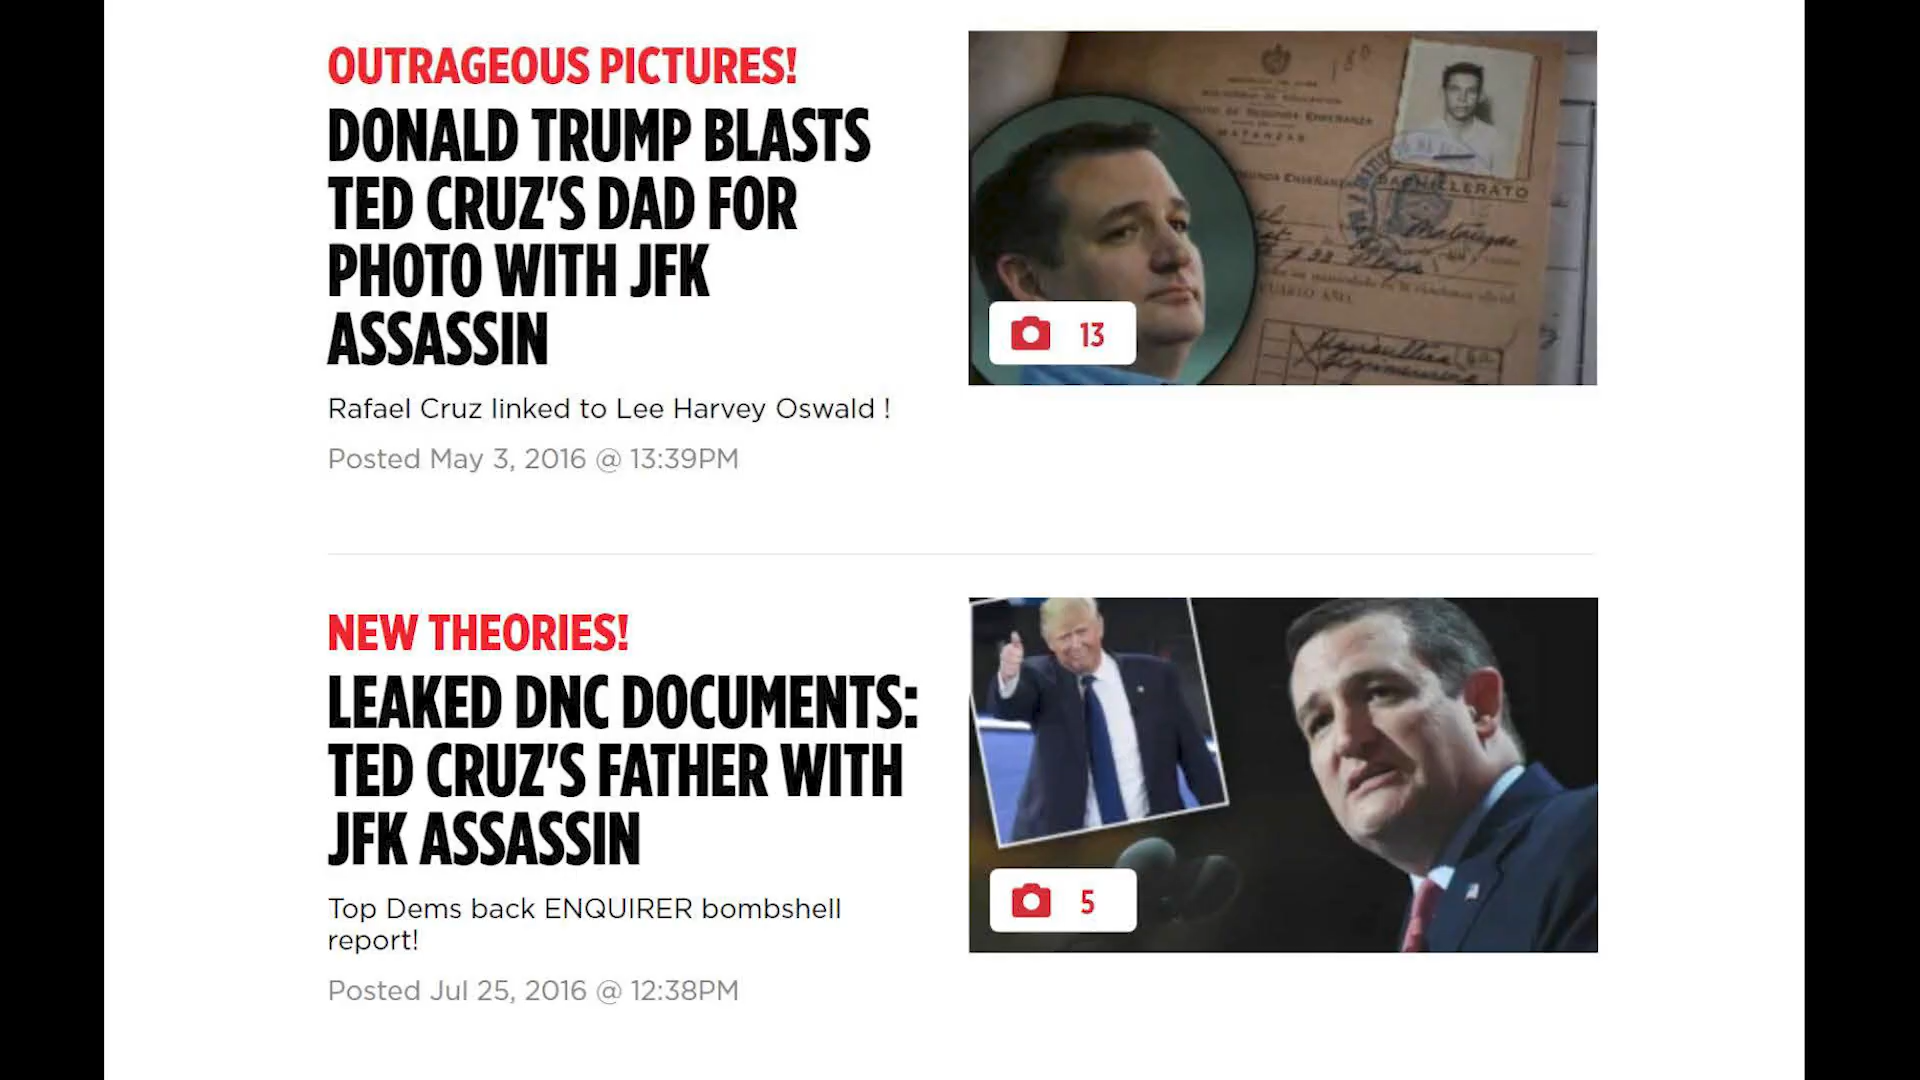 OUTRAGEOUS PICTURES!
DONALD TRUMP BLASTS
TED CRUZ'S DAD FOR
PHOTO WITH JFK
ASSASSIN
Rafael Cruz linked to Lee Harvey Oswald !
Posted May 3, 2016 @ 13:39PM
MATANZAS
BACHILLERATO
13
NEW THEORIES!
LEAKED DNC DOCUMENTS:
TED CRUZ'S FATHER WITH
JFK ASSASSIN
Top Dems back ENQUIRER bombshell
report!
Posted Jul 25, 2016 @ 12:38PM
5